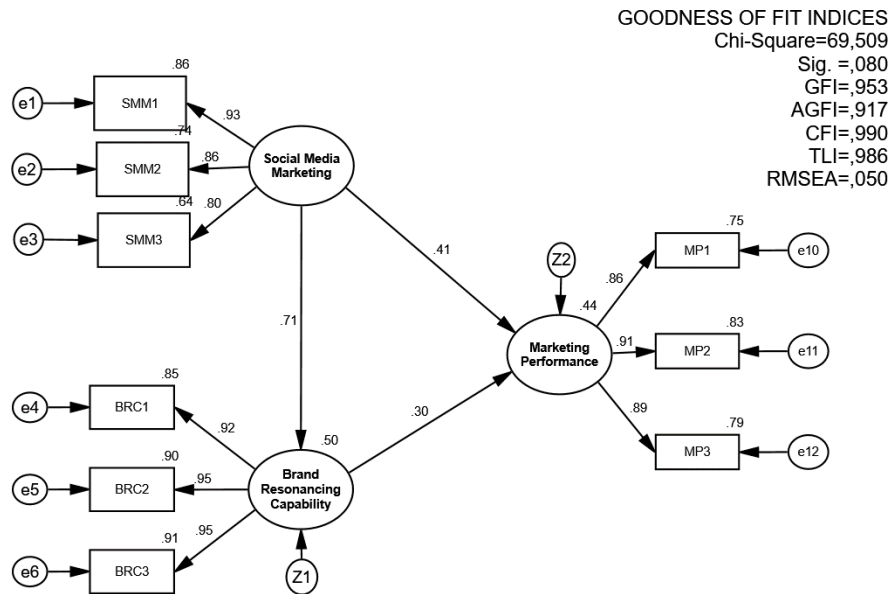 GOODNESS OF FIT INDICES
Chi-Square=69,509
Sig. =,080
GFI=,953
AGFI=,917
CFI=,990
TLI=,986
RMSEA=,050
.86
e1
SMM1
.93
.74
e2
SMM2
.86
Social Media
Marketing
.64
.80
e3
SMM3
.41
.71
Z2
.75
MP1
e10
.86
.44
Marketing
Performance
.91
.83
MP2
e11
.89
.79
MP3
e12
.85
e4
BRC1
.92
.30
.50
.90
e5
BRC2
.95
Brand
Resonancing
Capability
.91
.95
e6
BRC3
Z1